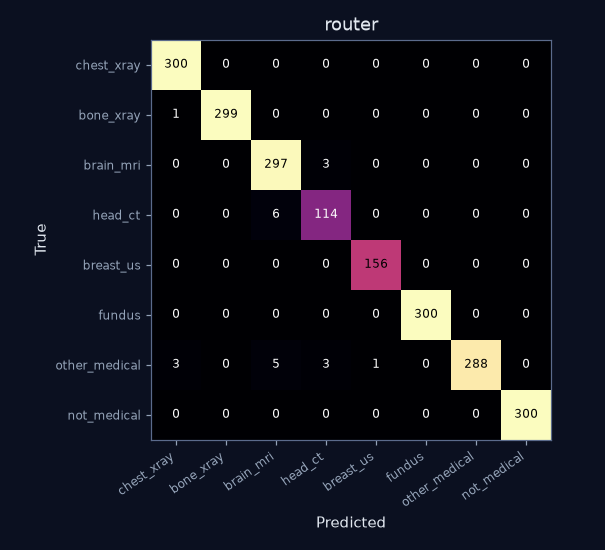 router
chest_xray 300 0 0 0 0 0 0 0
bone_xray 1 299 0 0 0 0 0 0
brain_mri 0 0 297 3 0 0 0 0
head_ct 0 0 6 114 0 0 0 0
breast_us 0 0 0 0 156 0 0 0
fundus 0 0 0 0 0 300 0 0
other_medical 3 0 5 3 1 0 288 0
not_medical 0 0 0 0 0 0 0 300
True
chest_xray bone_xray brain_mri head_ct breast_us fundus other_medical not_medical
Predicted